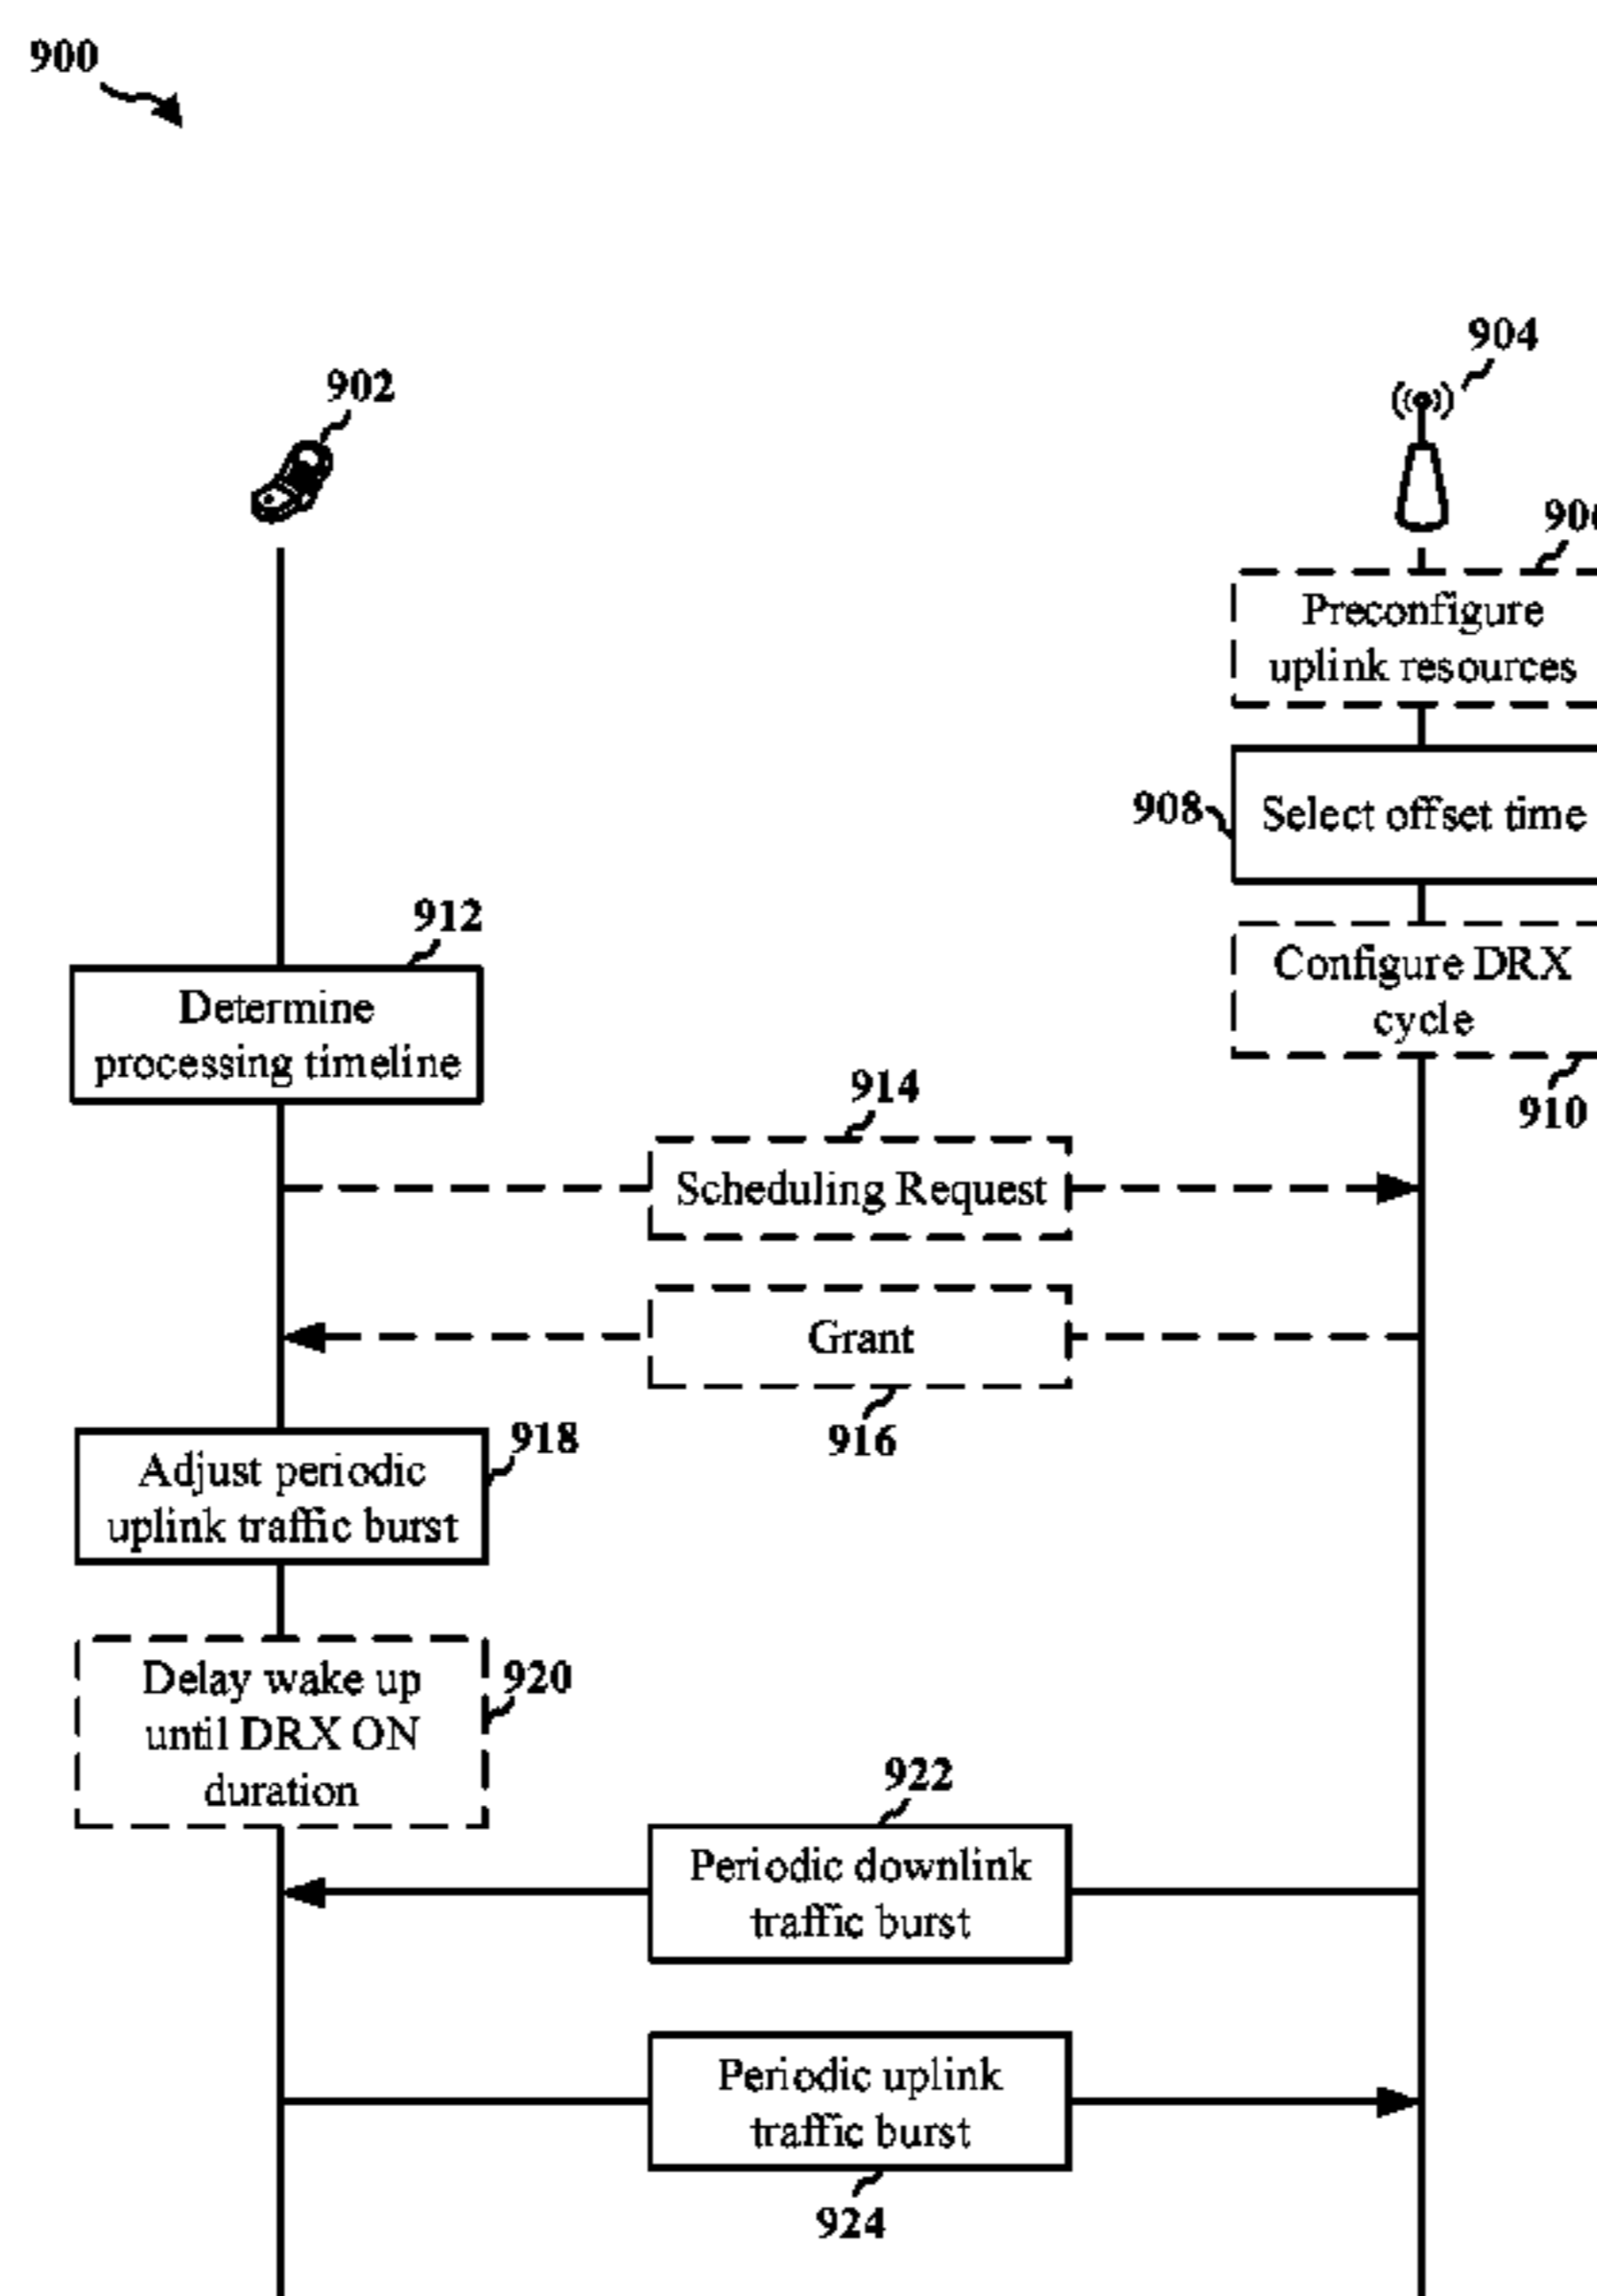 900
904
902
906
Preconfigure
uplink resources
908
Select offset time
912
Configure DRX
cycle
Determine
processing timeline
910
914
Scheduling Request
Grant
916
918
Adjust periodic
uplink traffic burst
920
Delay wake up
until DRX ON
duration
922
Periodic downlink
traffic burst
Periodic uplink
traffic burst
924